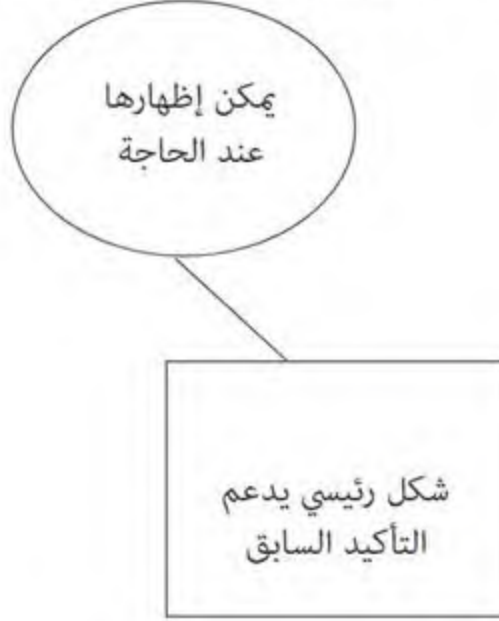 يمكن إظهارها
عند الحاجة
شكل رئيسي يدعم
التأكيد السابق